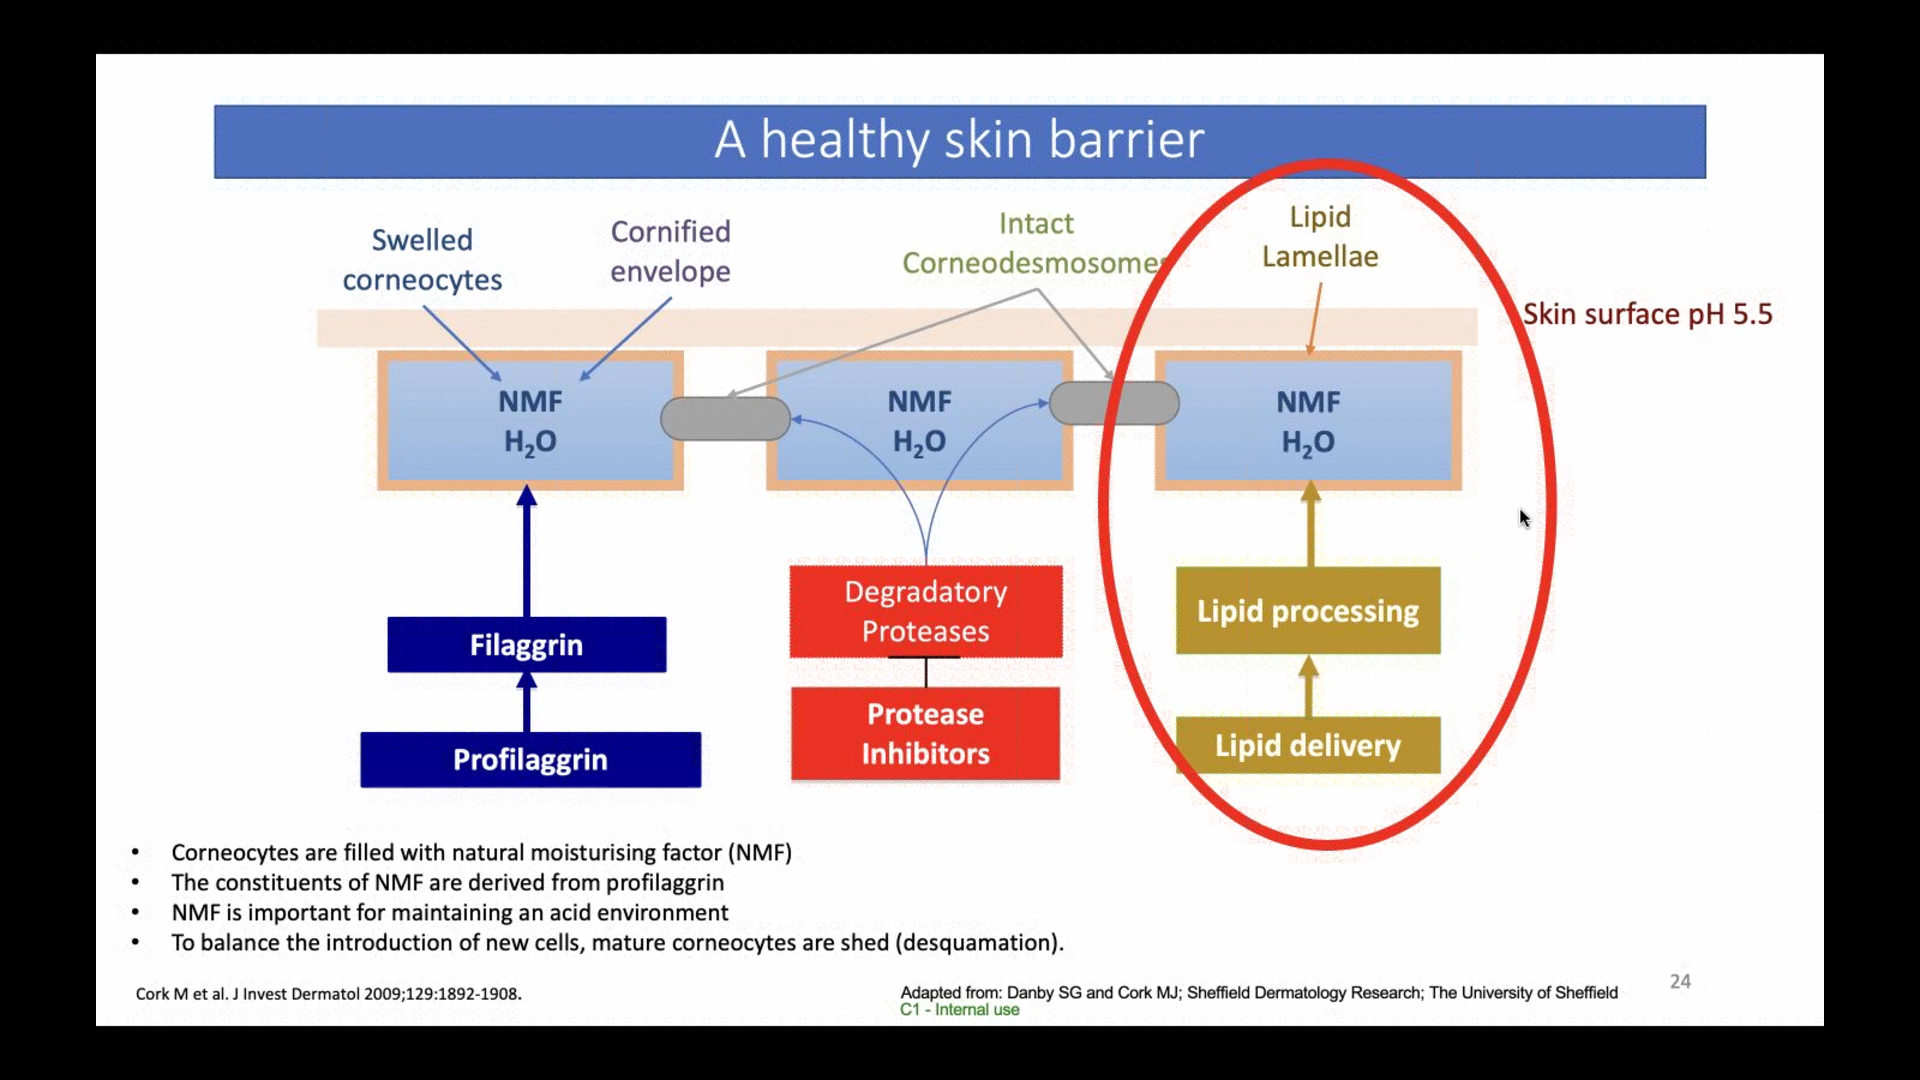 A healthy skin barrier
Swelled
corneocytes
Cornified
envelope
Intact
Corneodesmosomes
Lipid
Lamellae
Skin surface pH 5.5
NMF
H₂O
NMF
H₂O
NMF
H₂O
Filaggrin
Profilaggrin
Degradatory
Proteases
Protease
Inhibitors
Lipid processing
Lipid delivery
• Corneocytes are filled with natural moisturising factor (NMF)
• The constituents of NMF are derived from profilaggrin
• NMF is important for maintaining an acid environment
• To balance the introduction of new cells, mature corneocytes are shed (desquamation).
24
Cork M et al. J Invest Dermatol 2009;129:1892-1908.
Adapted from: Danby SG and Cork MJ; Sheffield Dermatology Research; The University of Sheffield
C1 - Internal use